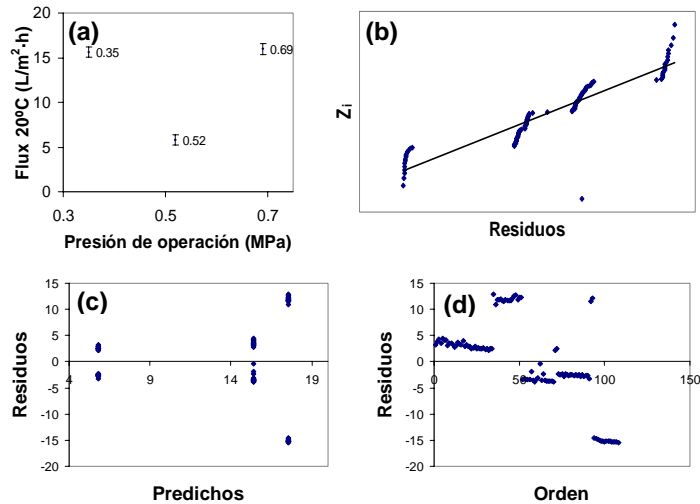 (a)
Flux 20ºC (L/m²·h)
20
15
10
5
0
0.35
0.52
0.69
0.3
0.5
0.7
Presión de operación (MPa)
(b)
Zi
Residuos
(c)
Residuos
15
10
5
0
-5
-10
-15
-20
4
9
14
19
Predichos
(d)
Residuos
15
10
5
0
-5
-10
-15
-20
0
50
100
150
Orden